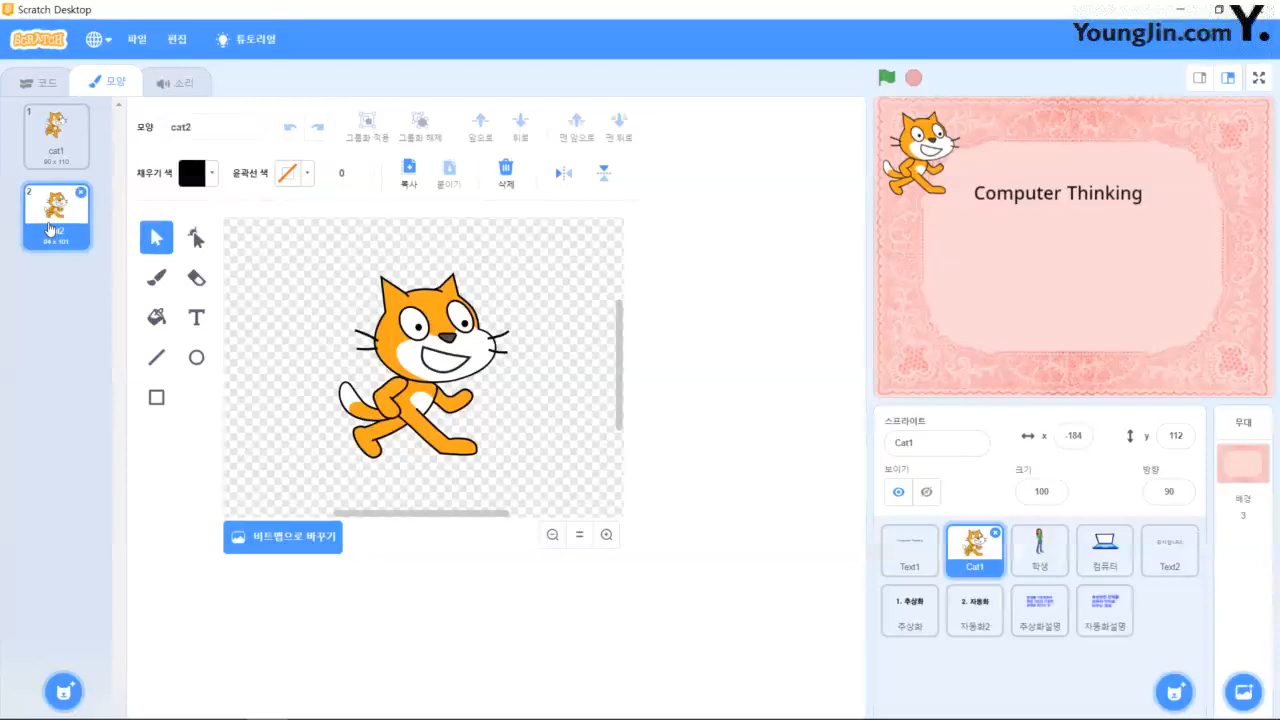 Scratch Desktop
YoungJin.com Y.
SCRATCH
파일 편집 튜토리얼
코드 모양 소리
1
cat1
90 x 110
2
94 x 101
모양 cat2
그룹화 적용 그룹화 해제 앞으로 뒤로 맨 앞으로 맨 뒤로
채우기 색 윤곽선 색 0
복사 붙이기 삭제
비트맵으로 바꾸기
Computer Thinking
스프라이트
Cat1
x -184 y 112
보이기 크기 방향
100 90
무대
배경
3
Computer Thinking
Text1 Cat1 학생 컴퓨터 Text2
1. 추상화 2. 자동화
추상화 자동화2 추상화설명 자동화설명